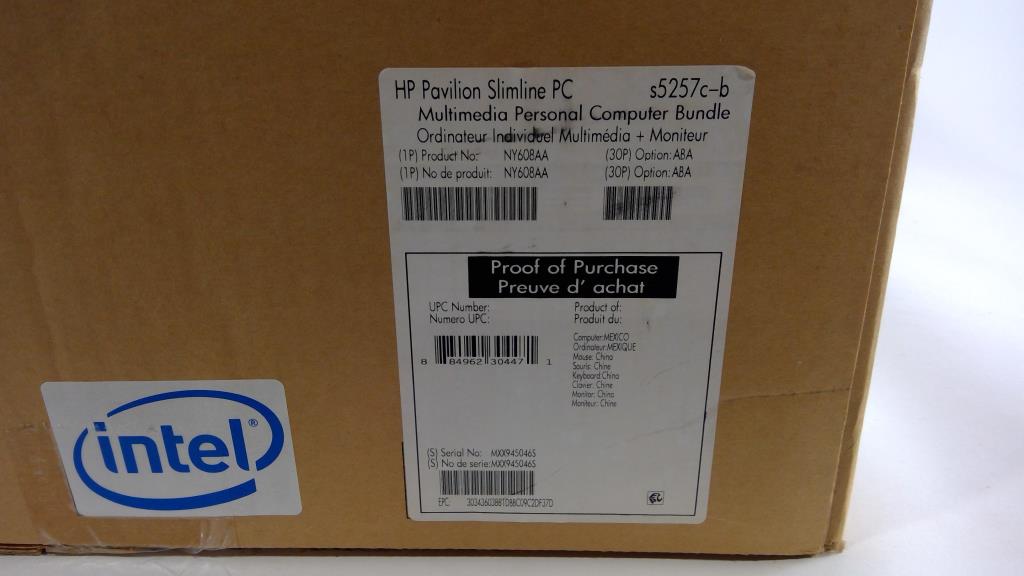 HP Pavilion Slimline PC s5257c-b
Multimedia Personal Computer Bundle
Ordinateur Individuel Multimédia + Moniteur
(1P) Product No: NY608AA (30P) Option: ABA
(1P) No de produit: NY608AA (30P) Option: ABA
Proof of Purchase
Preuve d' achat
UPC Number:
Numero UPC:
8 84962 30447 1
Product of:
Produit du:
Computer: MEXICO
Ordinateur: MEXIQUE
Mouse: China
Souris: Chine
Keyboard: China
Clavier: Chine
Monitor: China
Moniteur: Chine
(S) Serial No: MXX945046S
(S) No de serie: MXX945046S
EPC:
intel®